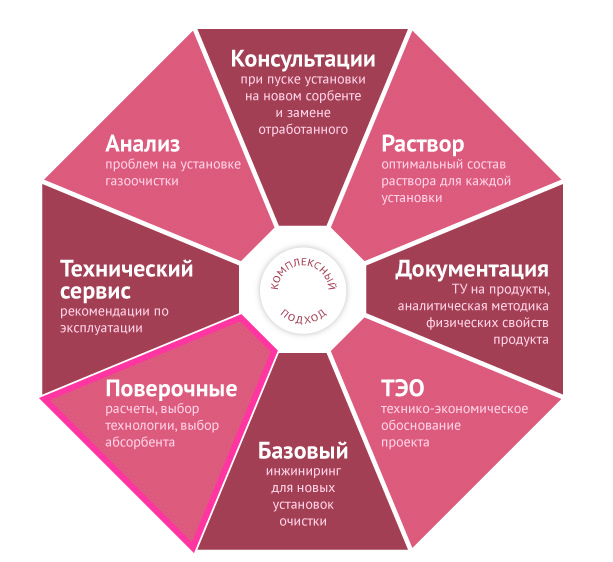 Консультации
при пуске установки
на новом сорбенте
и замене
отработанного
Раствор
оптимальный состав
раствора для каждой
установки
Документация
ТУ на продукты,
аналитическая методика
физических свойств
продукта
ТЭО
технико-экономическое
обоснование
проекта
Базовый
инжиниринг
для новых
установок
очистки
Поверочные
расчеты, выбор
технологии, выбор
абсорбента
Технический
сервис
рекомендации по
эксплуатации
Анализ
проблем на установке
газоочистки
КОМПЛЕКСНЫЙ
ПОДХОД